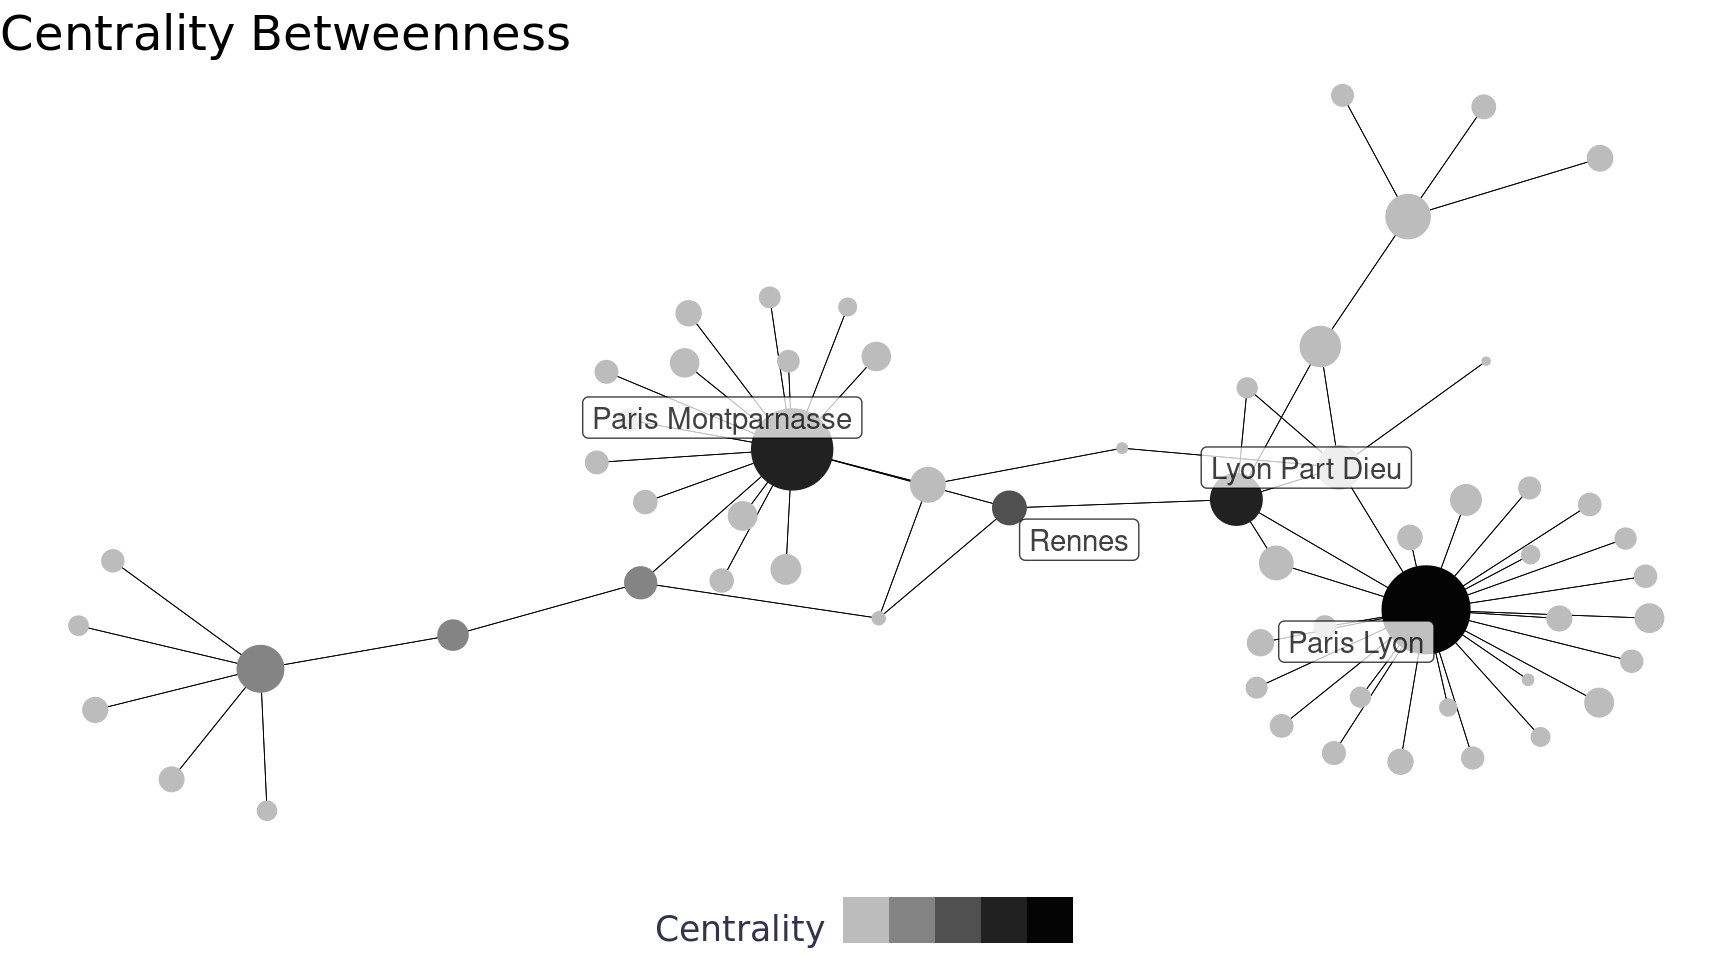 Centrality Betweenness
Paris Montparnasse
Lyon Part Dieu
Rennes
Paris Lyon
Centrality